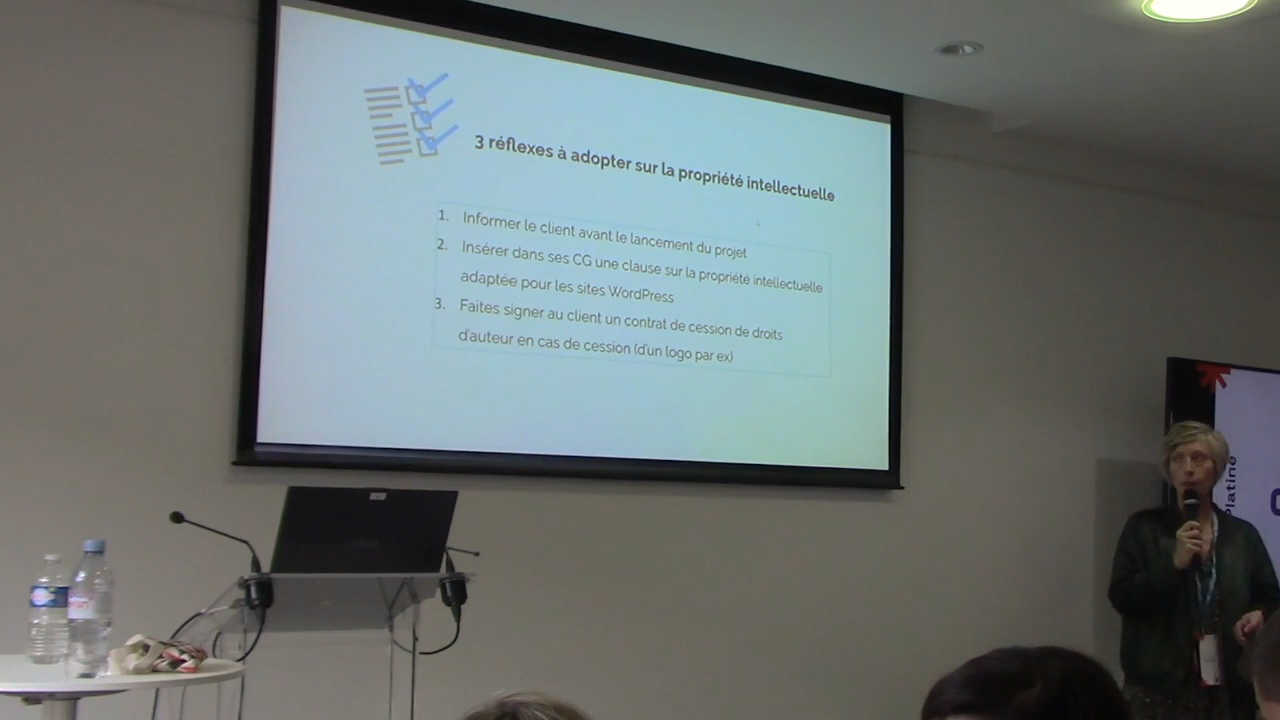 3 réflexes à adopter sur la propriété intellectuelle
1. Informer le client avant le lancement du projet
2. Insérer dans ses CG une clause sur la propriété intellectuelle
adaptée pour les sites WordPress
3. Faites signer au client un contrat de cession de droits
d'auteur en cas de cession (d'un logo par ex)
Platine